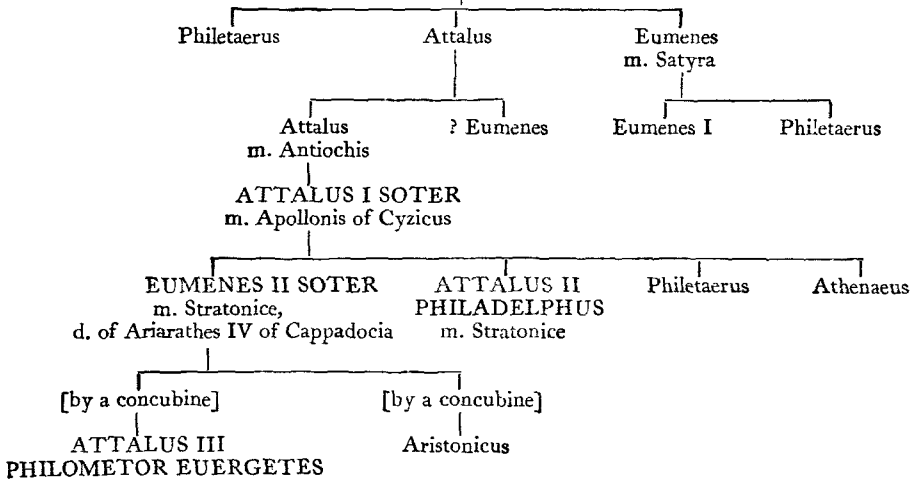 Philetaerus Attalus Eumenes
m. Satyra
Attalus ? Eumenes Eumenes I Philetaerus
m. Antiochis
ATTALUS I SOTER
m. Apollonis of Cyzicus
EUMENES II SOTER ATTALUS II Philetaerus Athenaeus
m. Stratonice, PHILADELPHUS
d. of Ariarathes IV of Cappadocia m. Stratonice
[by a concubine] [by a concubine]
ATTALUS III Aristonicus
PHILOMETOR EUERGETES